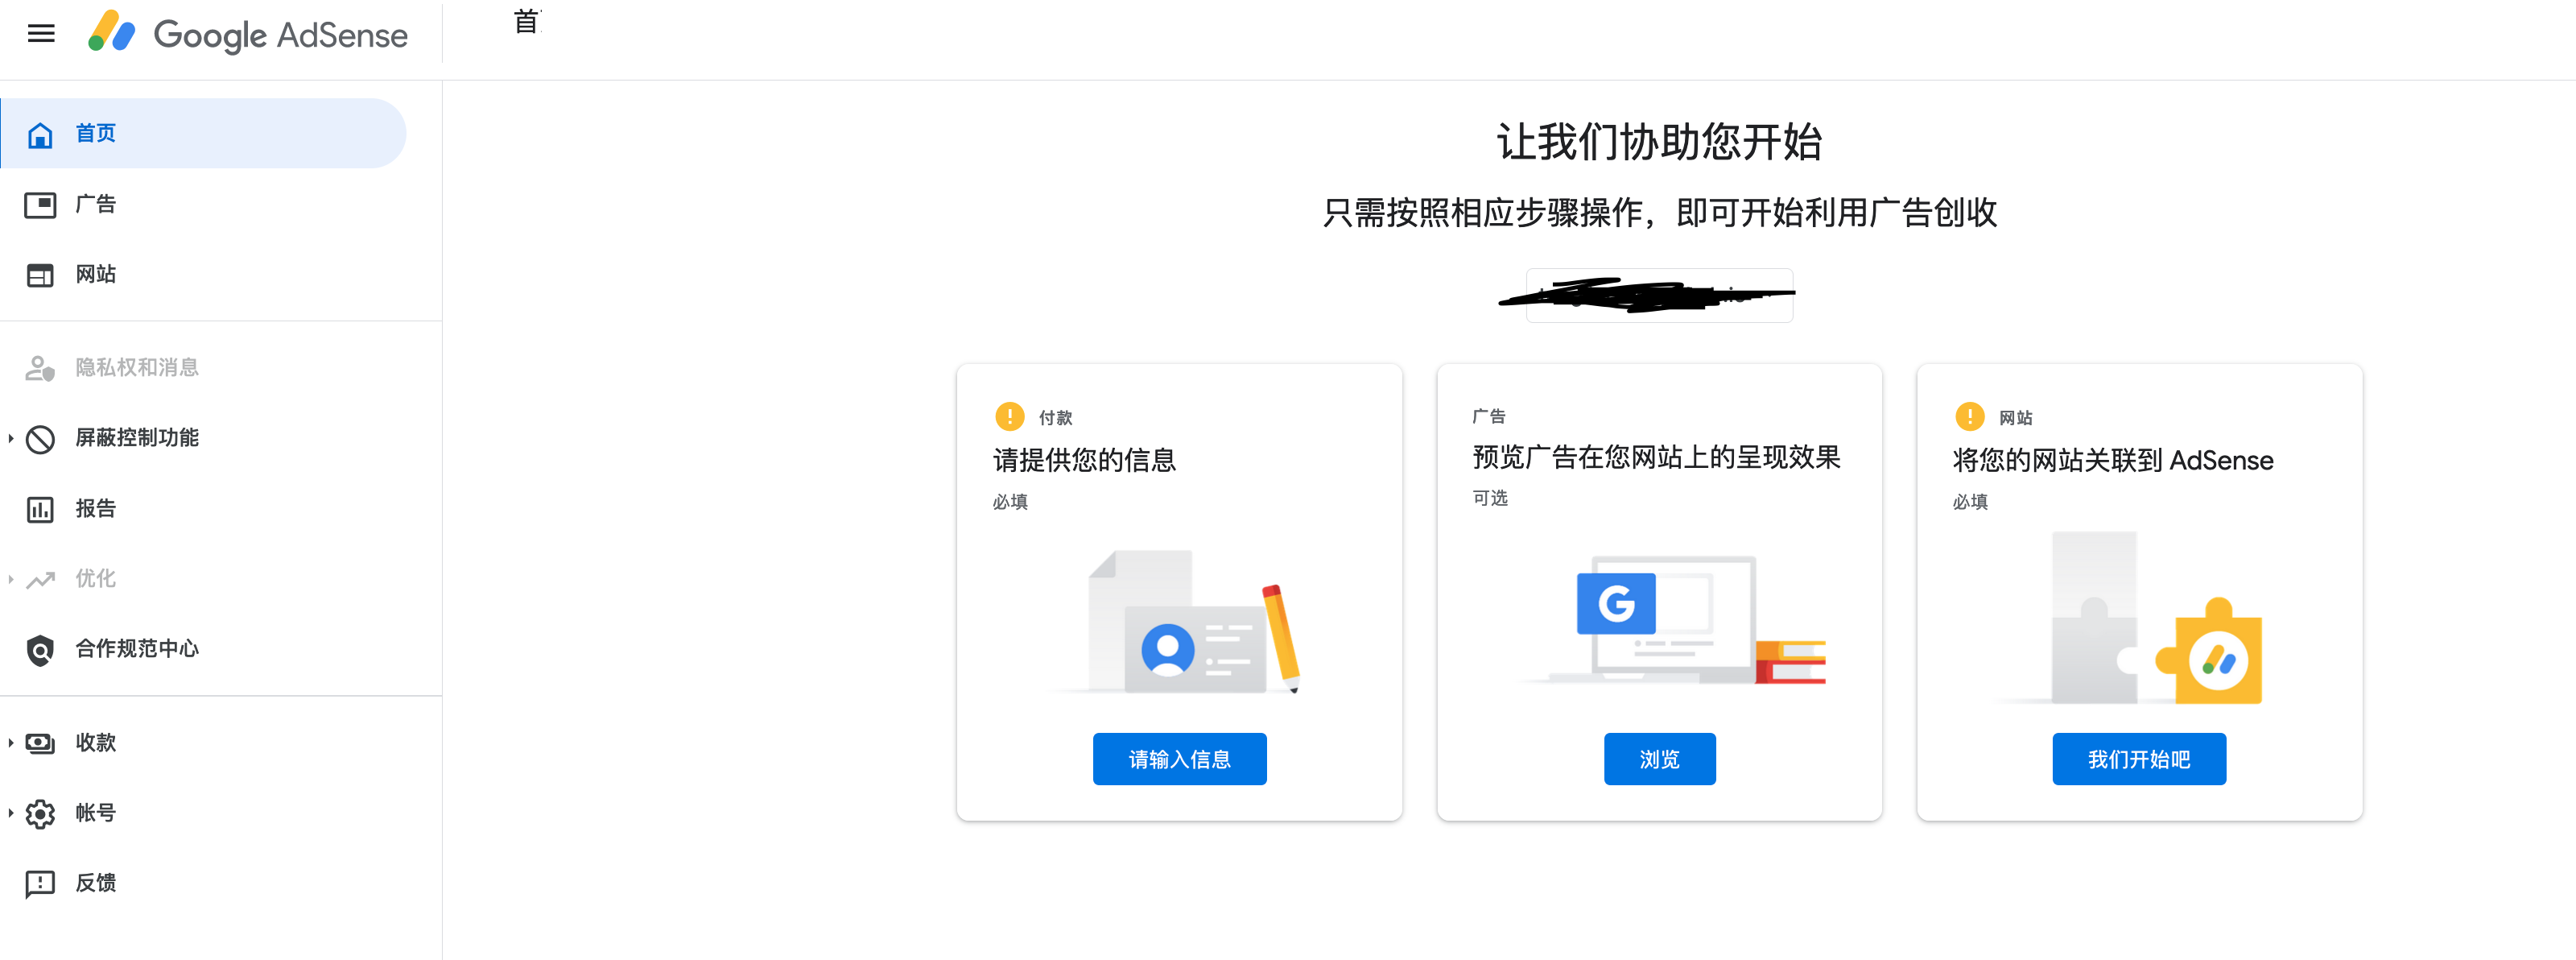 Google AdSense
首
首页
广告
网站
隐私权和消息
屏蔽控制功能
报告
优化
合作规范中心
收款
帐号
反馈
让我们协助您开始
只需按照相应步骤操作，即可开始利用广告创收
付款
请提供您的信息
必填
请输入信息
广告
预览广告在您网站上的呈现效果
可选
G
浏览
网站
将您的网站关联到 AdSense
必填
我们开始吧